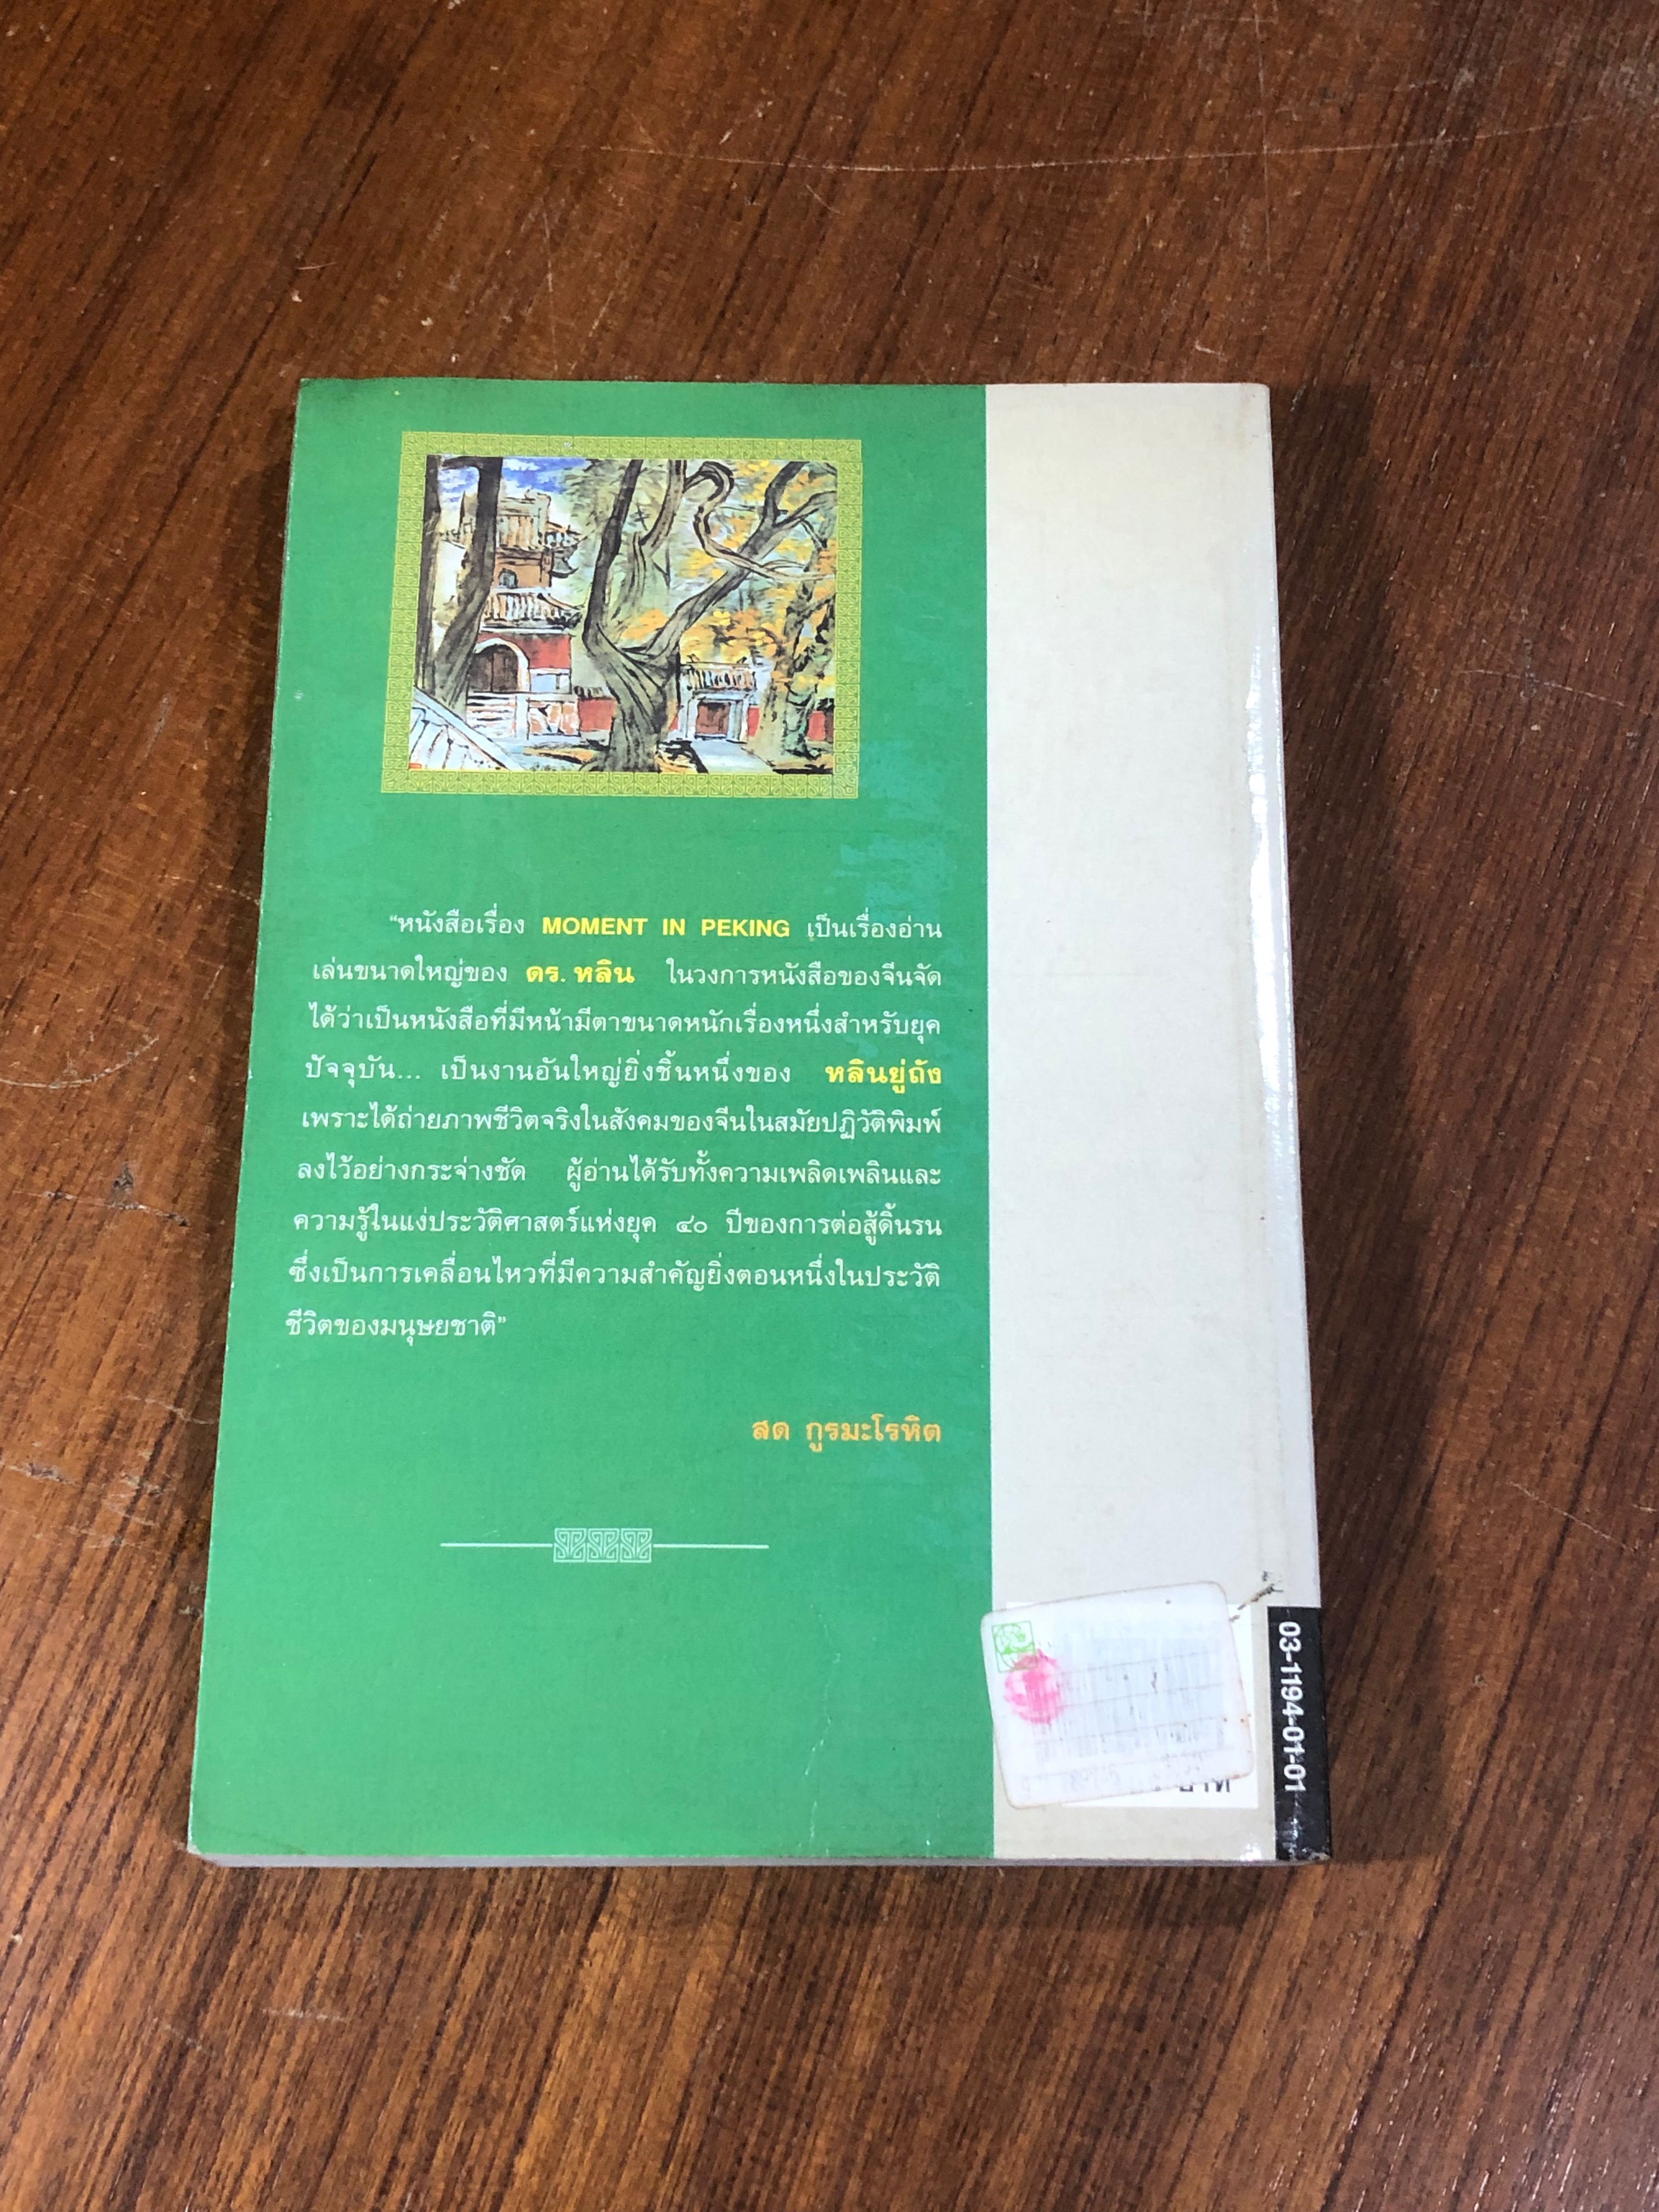 “หนังสือเรื่อง MOMENT IN PEKING เป็นเรื่องอ่าน
เล่นขนาดใหญ่ของ ดร. หลิน ในวงการหนังสือของจีนจัด
ได้ว่าเป็นหนังสือที่มีหน้ามีตาขนาดหนักเรื่องหนึ่งสำหรับยุค
ปัจจุบัน... เป็นงานอันใหญ่ยิ่งชิ้นหนึ่งของ หลินยู่ถัง
เพราะได้ถ่ายภาพชีวิตจริงในสังคมของจีนในสมัยปฏิวัติพิมพ์
ลงไว้อย่างกระจ่างชัด ผู้อ่านได้รับทั้งความเพลิดเพลินและ
ความรู้ในแง่ประวัติศาสตร์แห่งยุค ๔๐ ปีของการต่อสู้ดิ้นรน
ซึ่งเป็นการเคลื่อนไหวที่มีความสำคัญยิ่งตอนหนึ่งในประวัติ
ชีวิตของมนุษยชาติ”
สด กูรมะโรหิต
บาท
03-1194-01-01